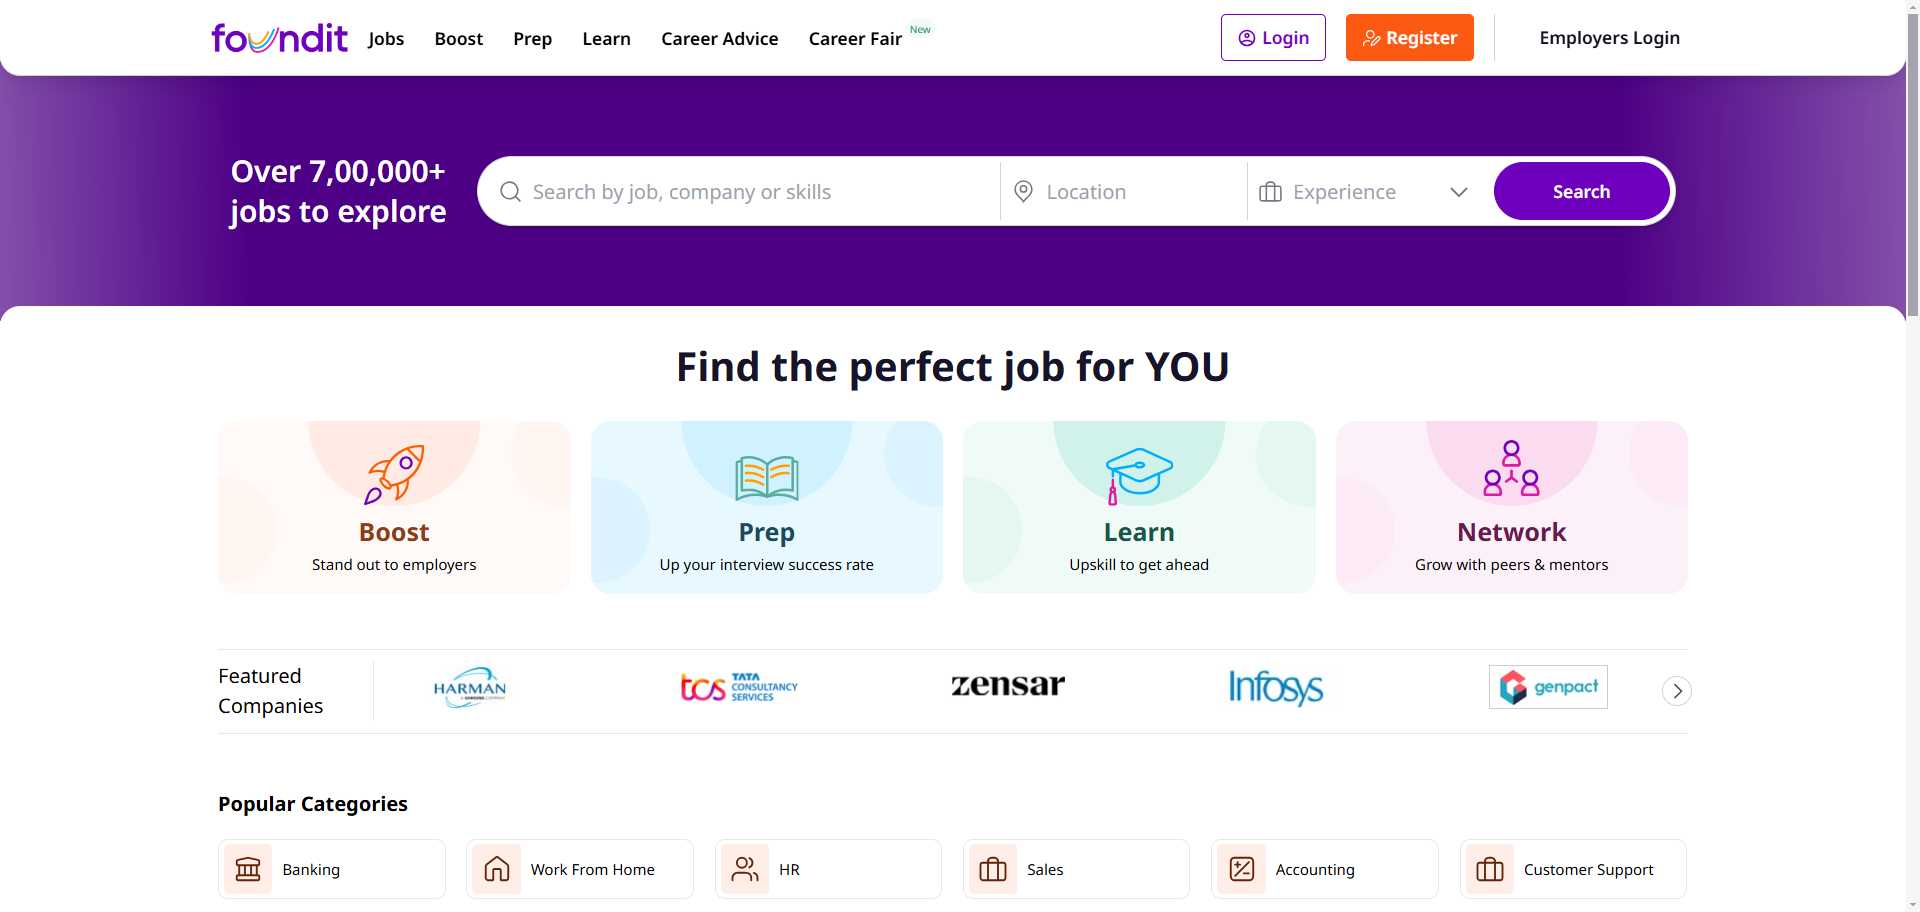 foundit Jobs Boost Prep Learn Career Advice Career Fair New Login Register Employers Login
Over 7,00,000+
jobs to explore
Search by job, company or skills Location Experience Search
Find the perfect job for YOU
Boost
Stand out to employers
Prep
Up your interview success rate
Learn
Upskill to get ahead
Network
Grow with peers & mentors
Featured
Companies
HARMAN
tcs TATA
CONSULTANCY
SERVICES
zensar
Infosys
genpact
Popular Categories
Banking Work From Home HR Sales Accounting Customer Support